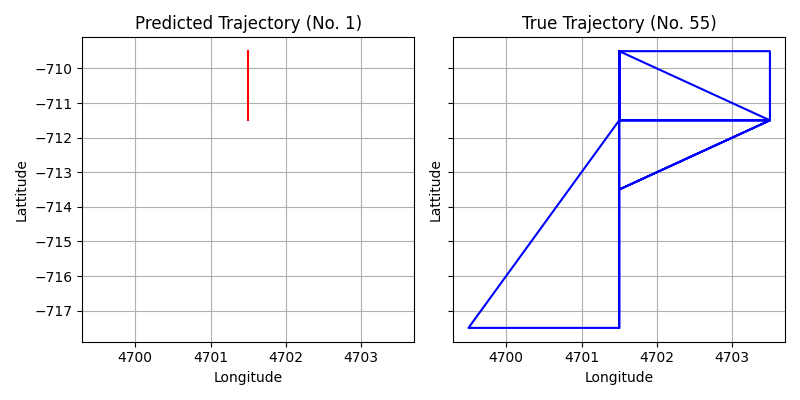 Predicted Trajectory (No. 1)
True Trajectory (No. 55)
Lattitude
−710
−711
−712
−713
−714
−715
−716
−717
4700
4701
4702
4703
Longitude
Lattitude
4700
4701
4702
4703
Longitude